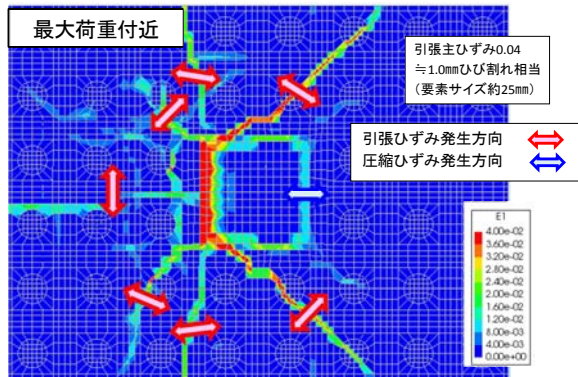 最大荷重付近
引張主ひずみ0.04
≒1.0mmひび割れ相当
（要素サイズ約25mm）
引張ひずみ発生方向
圧縮ひずみ発生方向
E1
4.00e-02
3.60e-02
3.20e-02
2.80e-02
2.40e-02
2.00e-02
1.60e-02
1.20e-02
8.00e-03
4.00e-03
0.00e+00